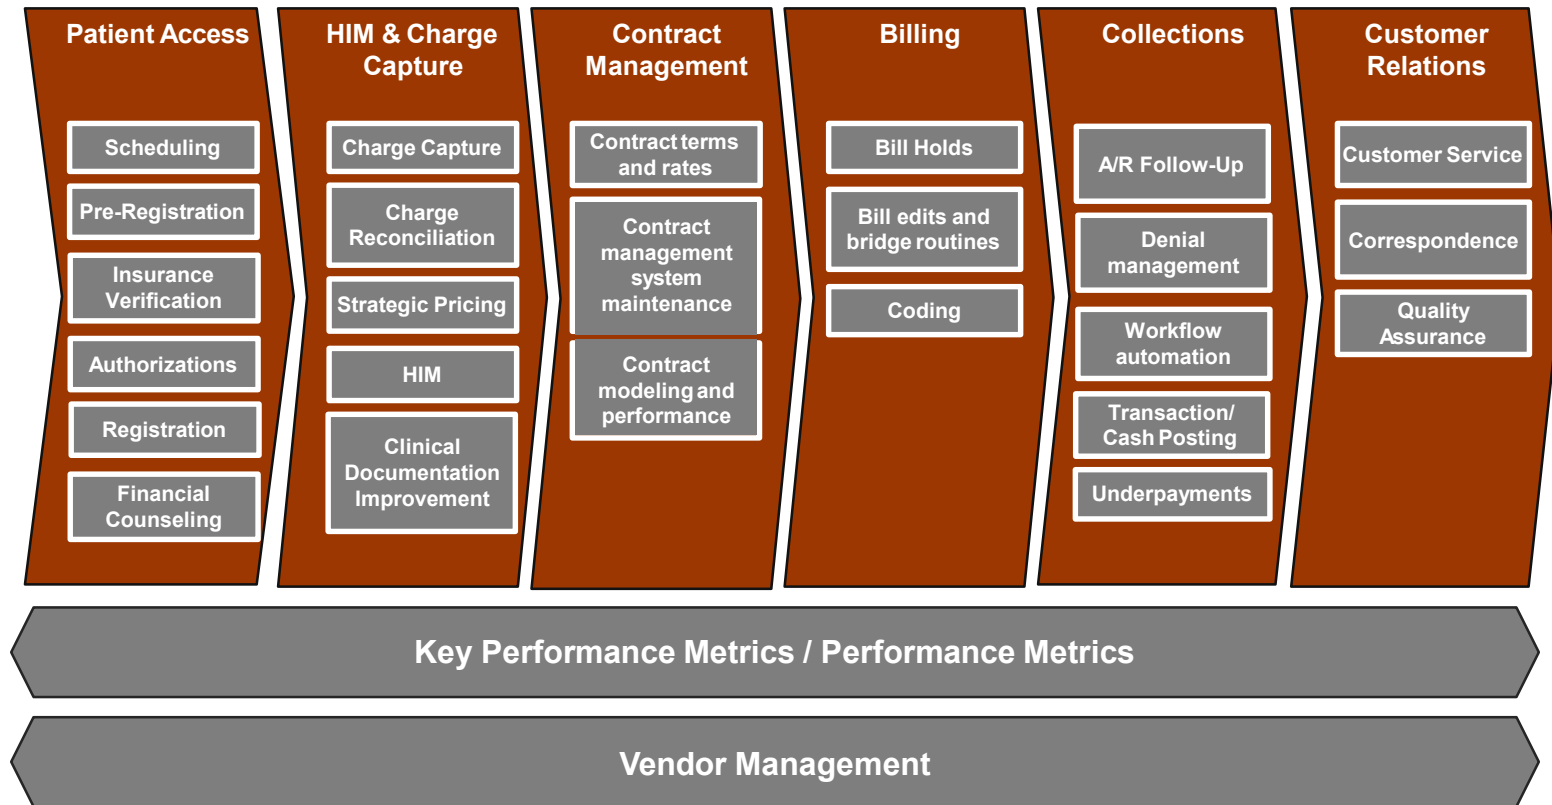 Patient Access
Scheduling
Pre-Registration
Insurance
Verification
Authorizations
Registration
Financial
Counseling
HIM & Charge
Capture
Charge Capture
Charge
Reconciliation
Strategic Pricing
HIM
Clinical
Documentation
Improvement
Contract
Management
Contract terms
and rates
Contract
management
system
maintenance
Contract
modeling and
performance
Billing
Bill Holds
Bill edits and
bridge routines
Coding
Collections
A/R Follow-Up
Denial
management
Workflow
automation
Transaction/
Cash Posting
Underpayments
Customer
Relations
Customer Service
Correspondence
Quality
Assurance
Key Performance Metrics / Performance Metrics
Vendor Management